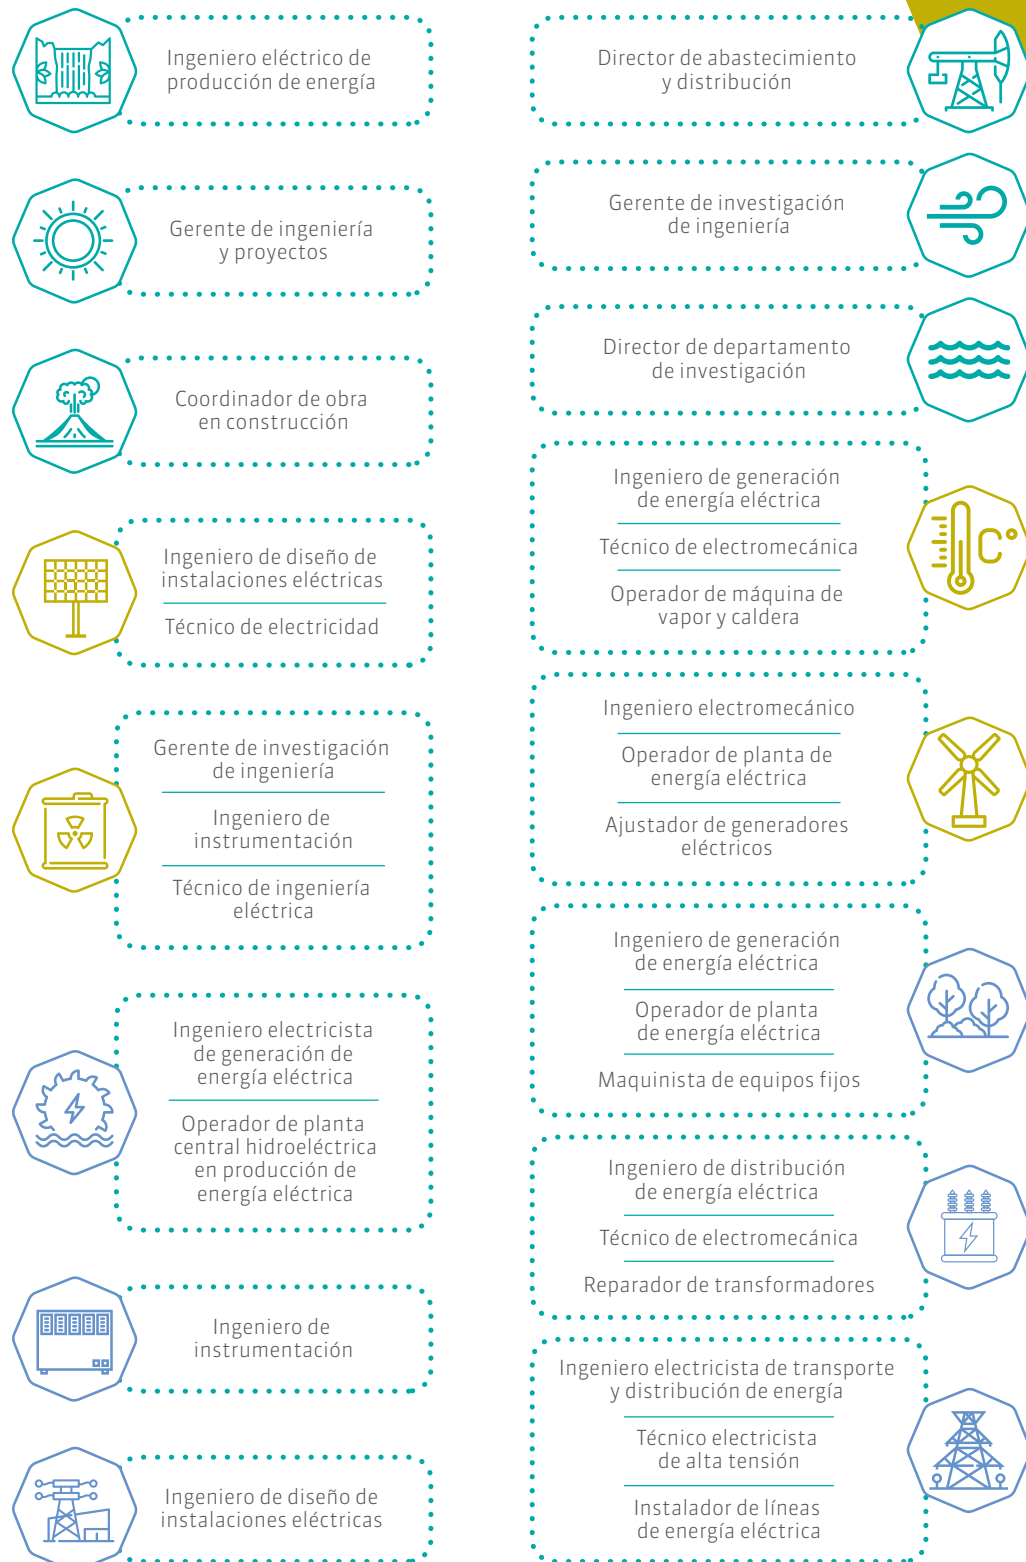 Ingeniero eléctrico de
producción de energía
Gerente de ingeniería
y proyectos
Coordinador de obra
en construcción
Ingeniero de diseño de
instalaciones eléctricas
Técnico de electricidad
Gerente de investigación
de ingeniería
Ingeniero de
instrumentación
Técnico de ingeniería
eléctrica
Ingeniero electricista
de generación de
energía eléctrica
Operador de planta
central hidroeléctrica
en producción de
energía eléctrica
Ingeniero de
instrumentación
Ingeniero de diseño de
instalaciones eléctricas
Director de abastecimiento
y distribución
Gerente de investigación
de ingeniería
Director de departamento
de investigación
Ingeniero de generación
de energía eléctrica
Técnico de electromecánica
Operador de máquina de
vapor y caldera
C°
Ingeniero electromecánico
Operador de planta de
energía eléctrica
Ajustador de generadores
eléctricos
Ingeniero de generación
de energía eléctrica
Operador de planta
de energía eléctrica
Maquinista de equipos fijos
Ingeniero de distribución
de energía eléctrica
Técnico de electromecánica
Reparador de transformadores
Ingeniero electricista de transporte
y distribución de energía
Técnico electricista
de alta tensión
Instalador de líneas
de energía eléctrica